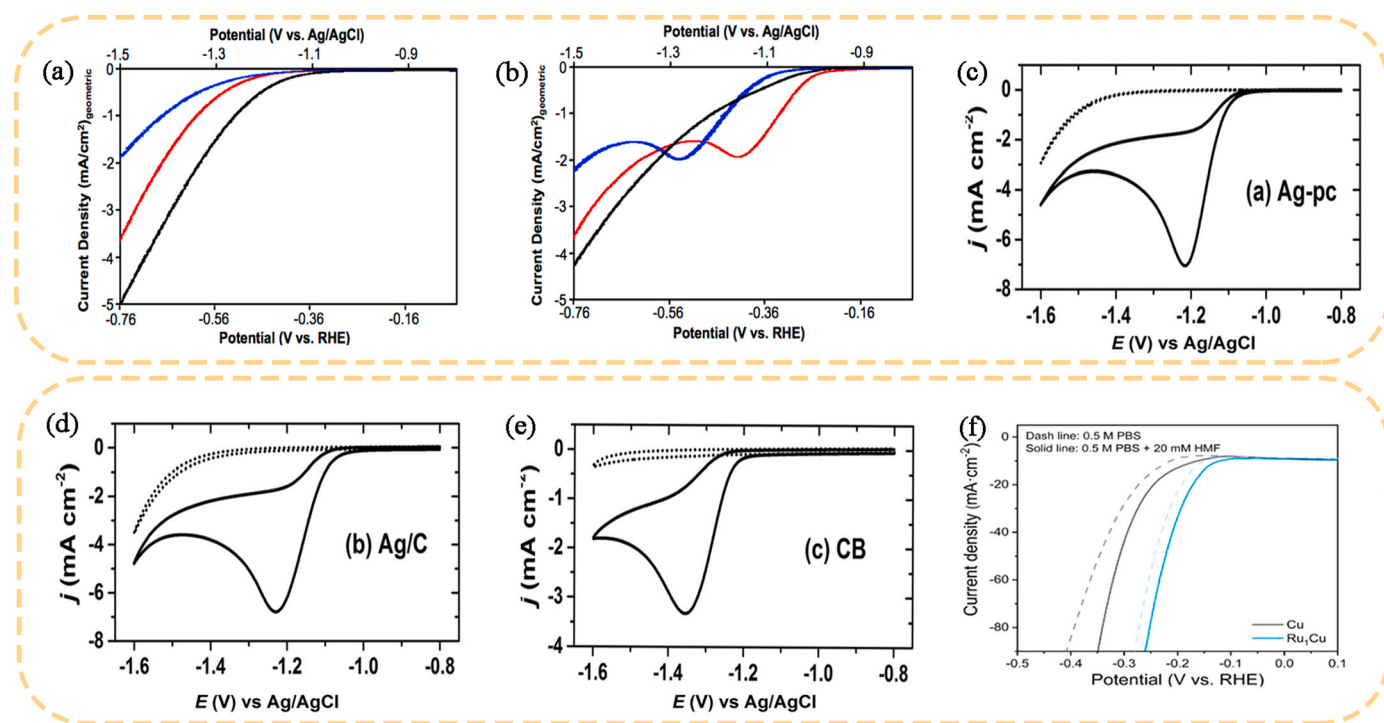 (a)
Potential (V vs. Ag/AgCl)
-1.5 -1.3 -1.1 -0.9
0
-1
-2
-3
-4
-5
Current Density (mA/cm²)geometric
-0.76 -0.56 -0.36 -0.16
Potential (V vs. RHE)
(b)
Potential (V vs. Ag/AgCl)
-1.5 -1.3 -1.1 -0.9
0
-1
-2
-3
-4
-5
Current Density (mA/cm²)geometric
-0.76 -0.56 -0.36 -0.16
Potential (V vs. RHE)
(c)
0
-2
-4
-6
-8
j (mA cm⁻²)
(a) Ag-pc
-1.6 -1.4 -1.2 -1.0 -0.8
E (V) vs Ag/AgCl
(d)
0
-2
-4
-6
-8
j (mA cm⁻²)
(b) Ag/C
-1.6 -1.4 -1.2 -1.0 -0.8
E (V) vs Ag/AgCl
(e)
0
-1
-2
-3
-4
j (mA cm⁻²)
(c) CB
-1.6 -1.4 -1.2 -1.0 -0.8
E (V) vs Ag/AgCl
(f)
Dash line: 0.5 M PBS
Solid line: 0.5 M PBS + 20 mM HMF
0
-20
-40
-60
-80
Current density (mA·cm⁻²)
Cu
Ru₁Cu
-0.5 -0.4 -0.3 -0.2 -0.1 0.0 0.1
Potential (V vs. RHE)